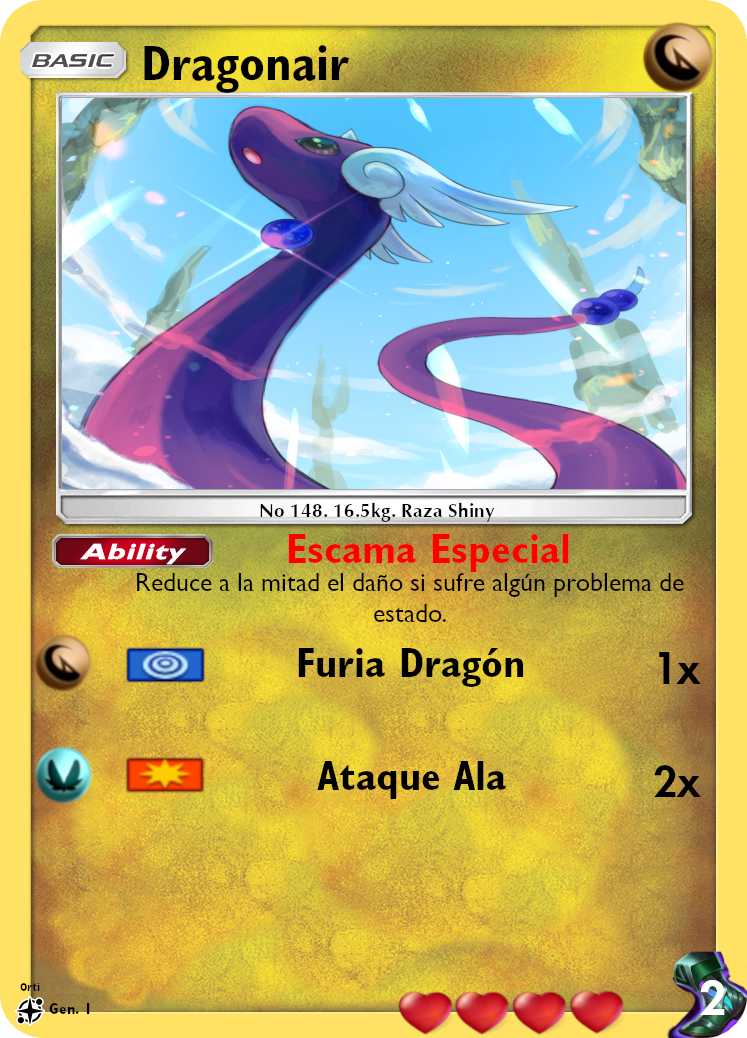 BASIC Dragonair
No 148. 16.5kg. Raza Shiny
Ability Escama Especial
Reduce a la mitad el daño si sufre algún problema de
estado.
Furia Dragón 1x
Ataque Ala 2x
Orti
Gen. 1
2